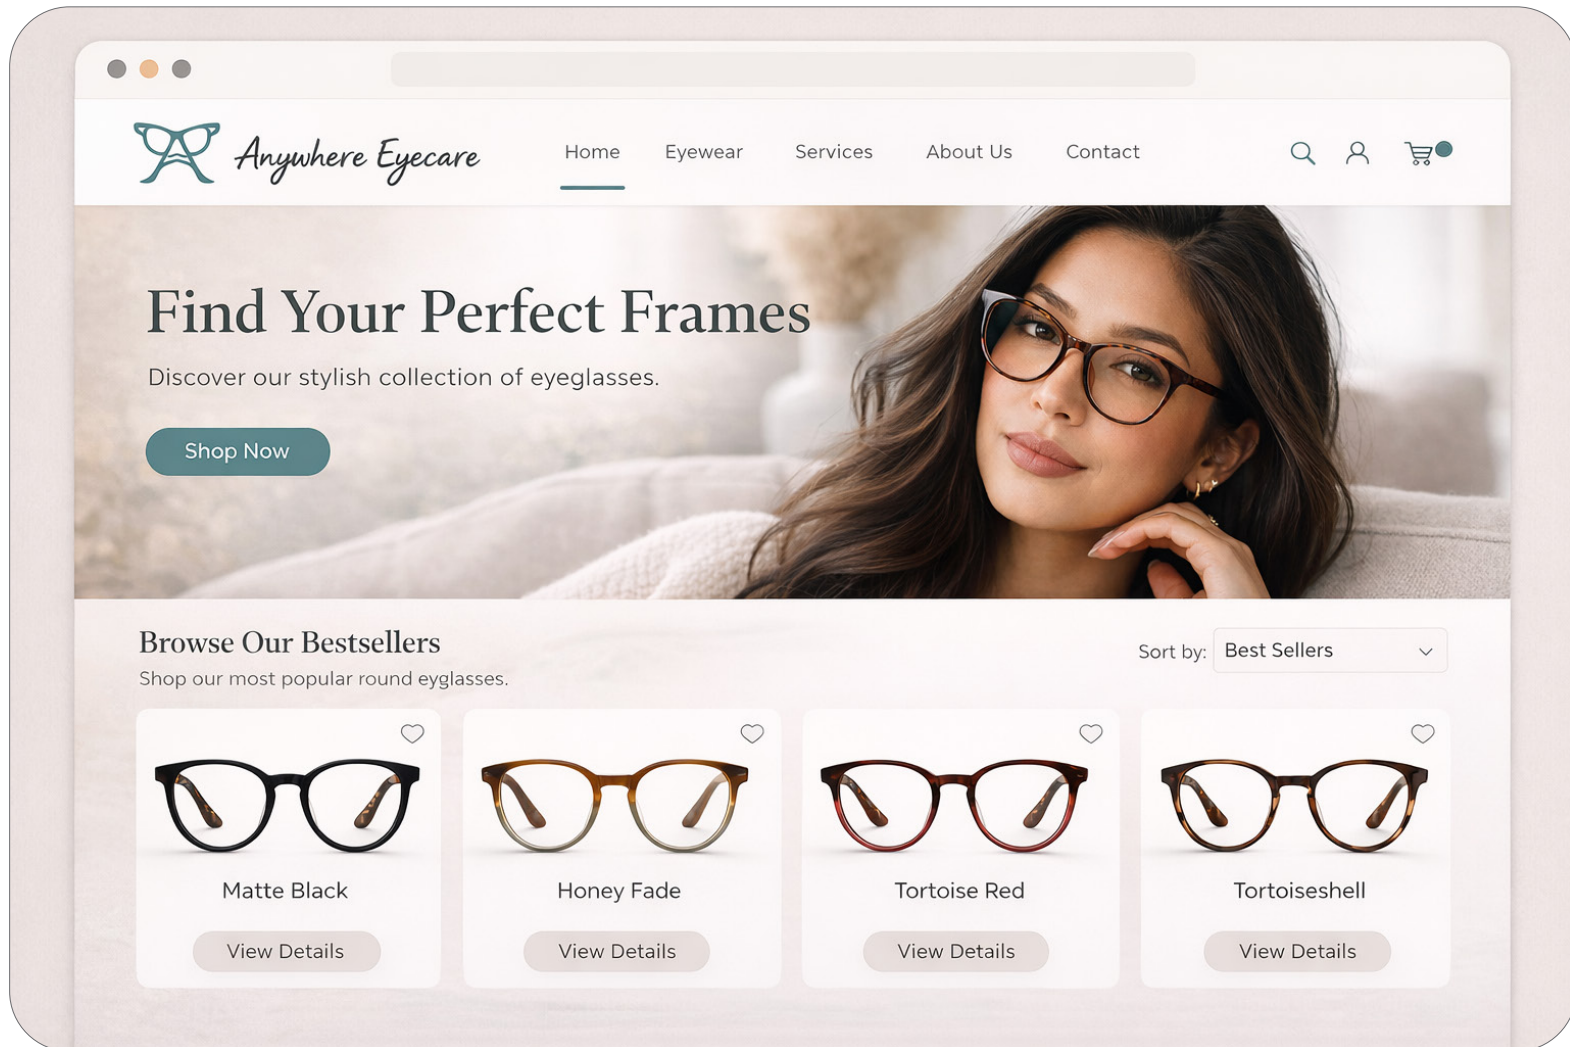 Anywhere Eyecare
Home Eyewear Services About Us Contact
Find Your Perfect Frames
Discover our stylish collection of eyeglasses.
Shop Now
Browse Our Bestsellers
Shop our most popular round eyglasses.
Sort by: Best Sellers
Matte Black
Honey Fade
Tortoise Red
Tortoiseshell
View Details
View Details
View Details
View Details